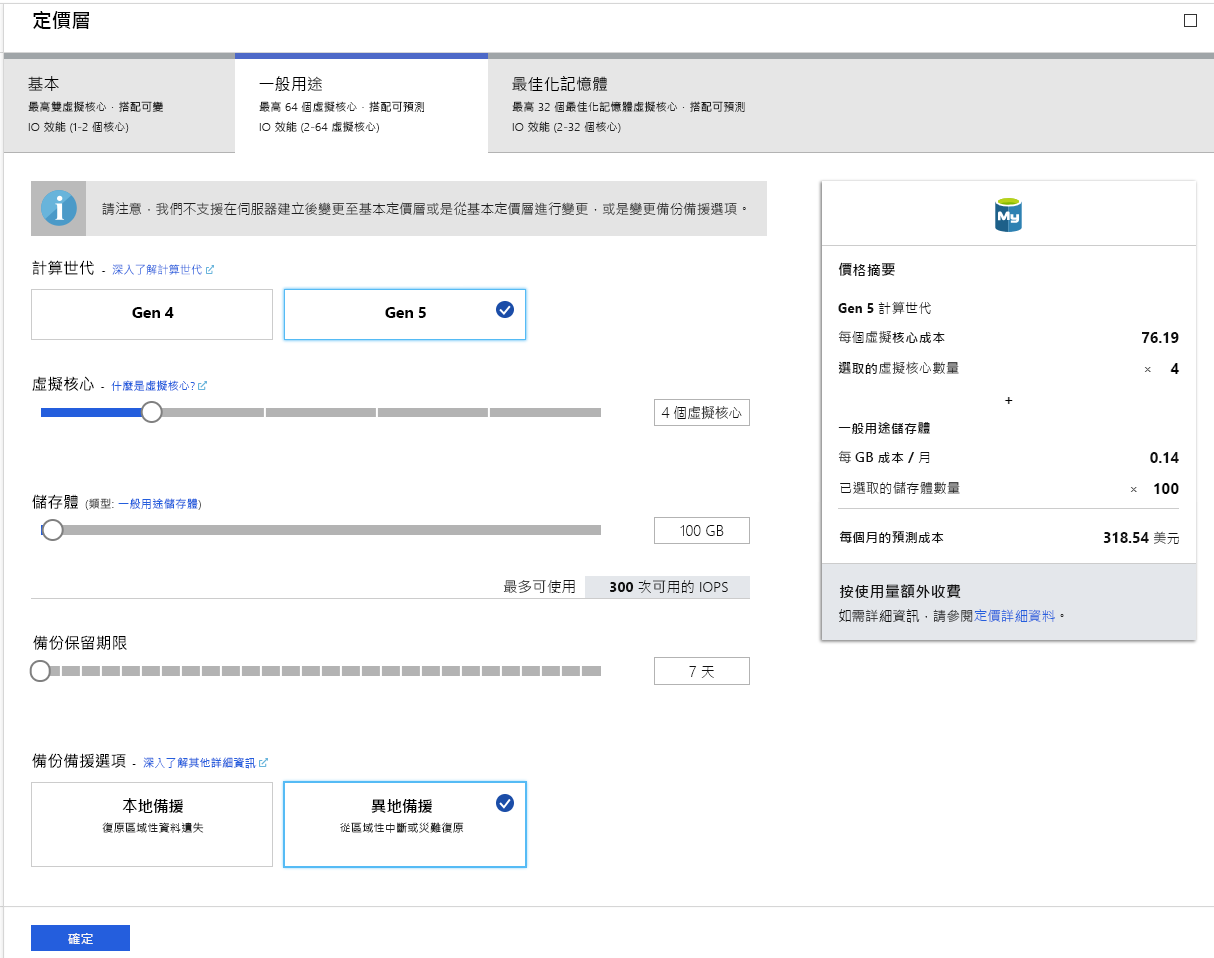 定價層
基本
最高雙虛擬核心，搭配可變
IO 效能 (1-2 個核心)
一般用途
最高 64 個虛擬核心，搭配可預測
IO 效能 (2-64 虛擬核心)
最佳化記憶體
最高 32 個最佳化記憶體虛擬核心，搭配可預測
IO 效能 (2-32 個核心)
請注意，我們不支援在伺服器建立後變更至基本定價層或是從基本定價層進行變更，或是變更備份備援選項。
計算世代 - 深入了解計算世代
Gen 4
Gen 5
虛擬核心 - 什麼是虛擬核心?
4 個虛擬核心
儲存體 (類型: 一般用途儲存體)
100 GB
最多可使用 300 次可用的 IOPS
備份保留期限
7 天
備份備援選項 - 深入了解其他詳細資訊
本地備援
復原區域性資料遺失
異地備援
從區域性中斷或災難復原
確定
My
價格摘要
Gen 5 計算世代
每個虛擬核心成本 76.19
選取的虛擬核心數量 × 4
+
一般用途儲存體
每 GB 成本 / 月 0.14
已選取的儲存體數量 × 100
每個月的預測成本 318.54 美元
按使用量額外收費
如需詳細資訊，請參閱定價詳細資料。